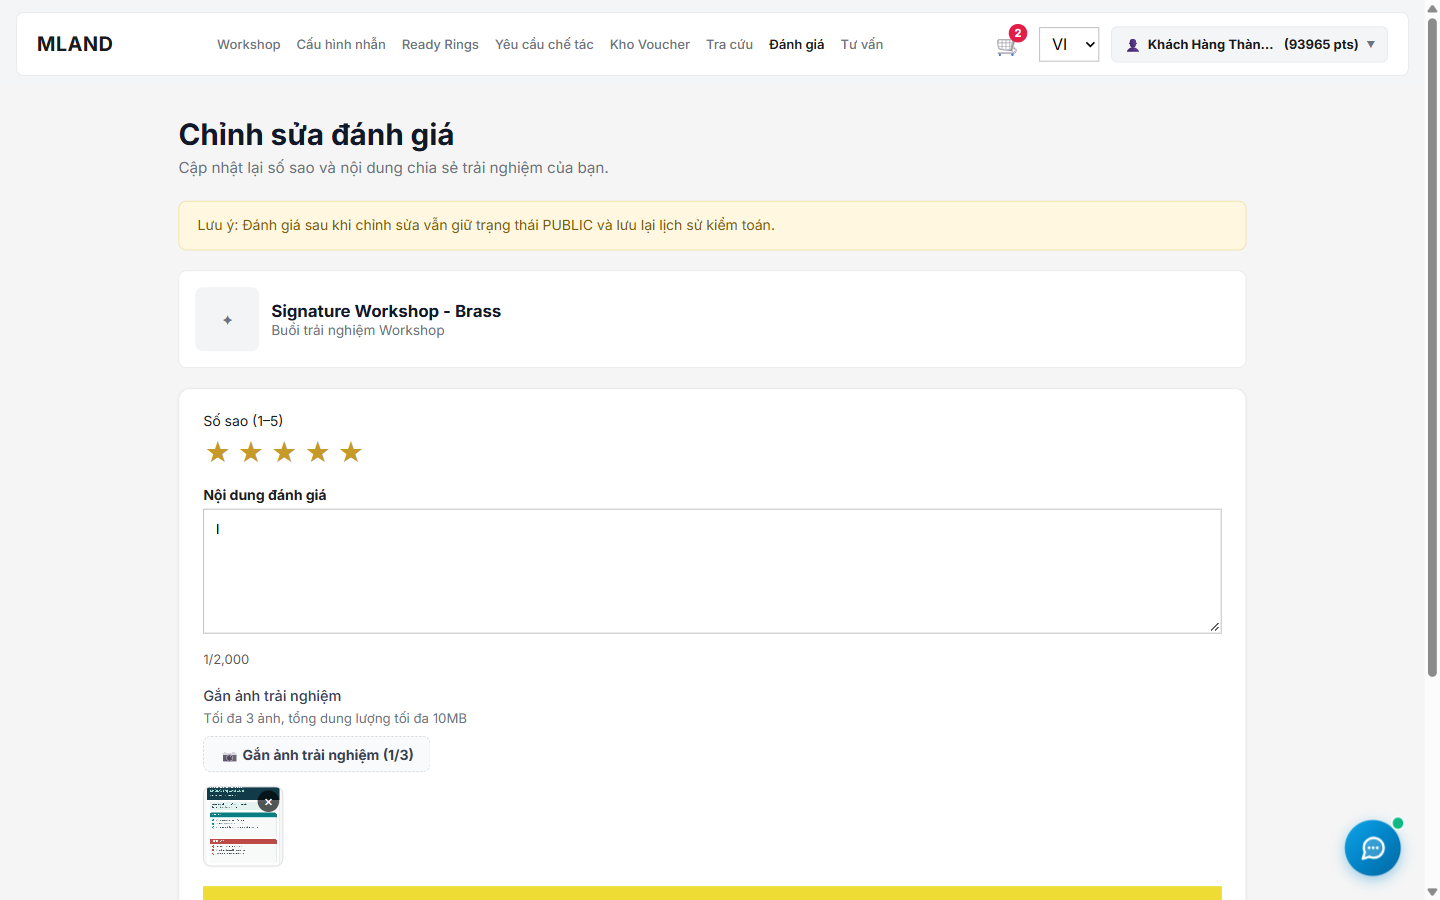 MLAND
Workshop
Cấu hình nhẫn
Ready Rings
Yêu cầu chế tác
Kho Voucher
Tra cứu
Đánh giá
Tư vấn
2
VI
Khách Hàng Thàn... (93965 pts)
Chỉnh sửa đánh giá
Cập nhật lại số sao và nội dung chia sẻ trải nghiệm của bạn.
Lưu ý: Đánh giá sau khi chỉnh sửa vẫn giữ trạng thái PUBLIC và lưu lại lịch sử kiểm toán.
Signature Workshop - Brass
Buổi trải nghiệm Workshop
Số sao (1–5)
Nội dung đánh giá
l
1/2,000
Gắn ảnh trải nghiệm
Tối đa 3 ảnh, tổng dung lượng tối đa 10MB
Gắn ảnh trải nghiệm (1/3)